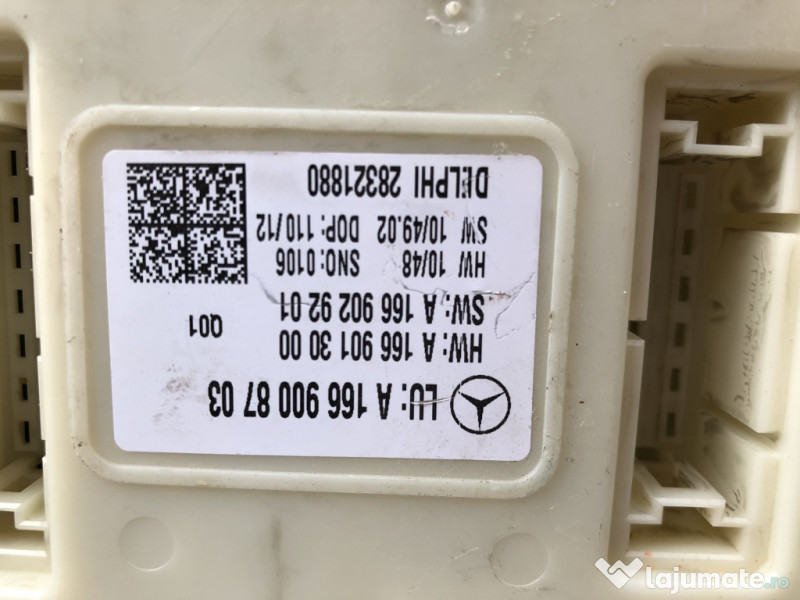 LU: A 166 900 87 03
HW: A 166 901 30 00
SW: A 166 902 92 01
Q01
HW 10/48 SNO: 0106
SW 10/49.02 DOP: 110/12
DELPHI 28321880
lajumate.ro